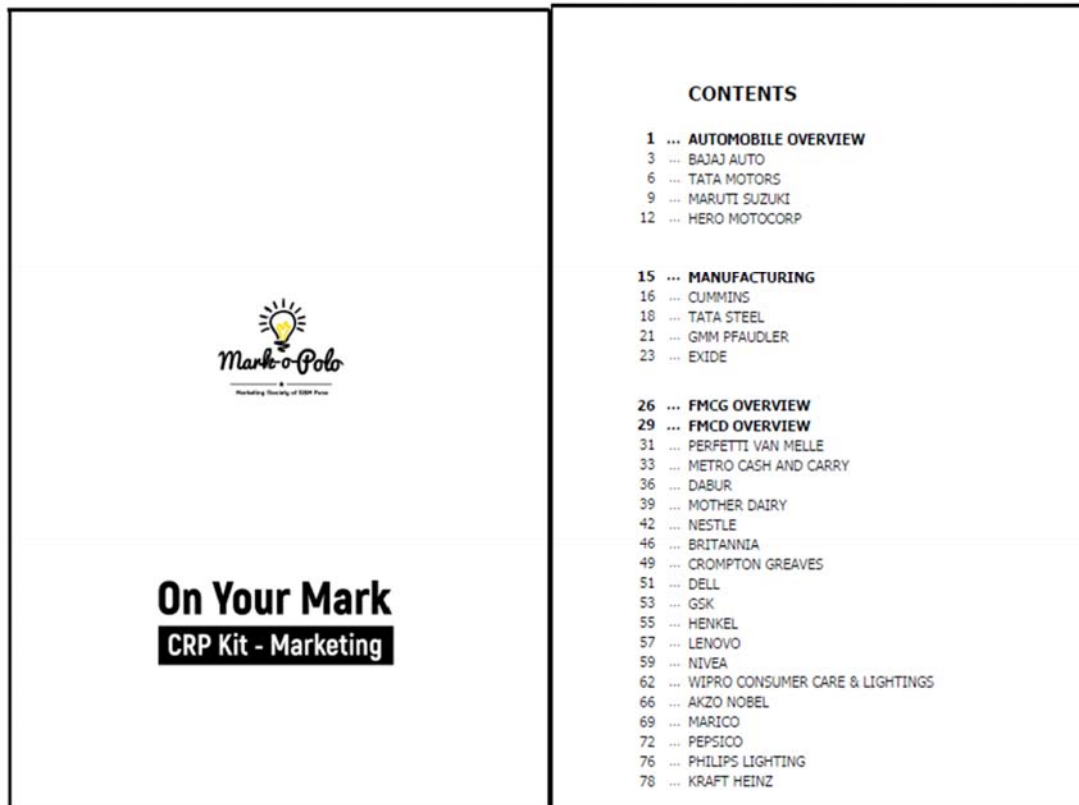 Mark-o-Polo
Marketing Society of SIBM Pune
On Your Mark
CRP Kit - Marketing
CONTENTS
1 ... AUTOMOBILE OVERVIEW
3 ... BAJAJ AUTO
6 ... TATA MOTORS
9 ... MARUTI SUZUKI
12 ... HERO MOTOCORP
15 ... MANUFACTURING
16 ... CUMMINS
18 ... TATA STEEL
21 ... GMM PFAUDLER
23 ... EXIDE
26 ... FMCG OVERVIEW
29 ... FMCD OVERVIEW
31 ... PERFETTI VAN MELLE
33 ... METRO CASH AND CARRY
36 ... DABUR
39 ... MOTHER DAIRY
42 ... NESTLE
46 ... BRITANNIA
49 ... CROMPTON GREAVES
51 ... DELL
53 ... GSK
55 ... HENKEL
57 ... LENOVO
59 ... NIVEA
62 ... WIPRO CONSUMER CARE & LIGHTINGS
66 ... AKZO NOBEL
69 ... MARICO
72 ... PEPSICO
76 ... PHILIPS LIGHTING
78 ... KRAFT HEINZ